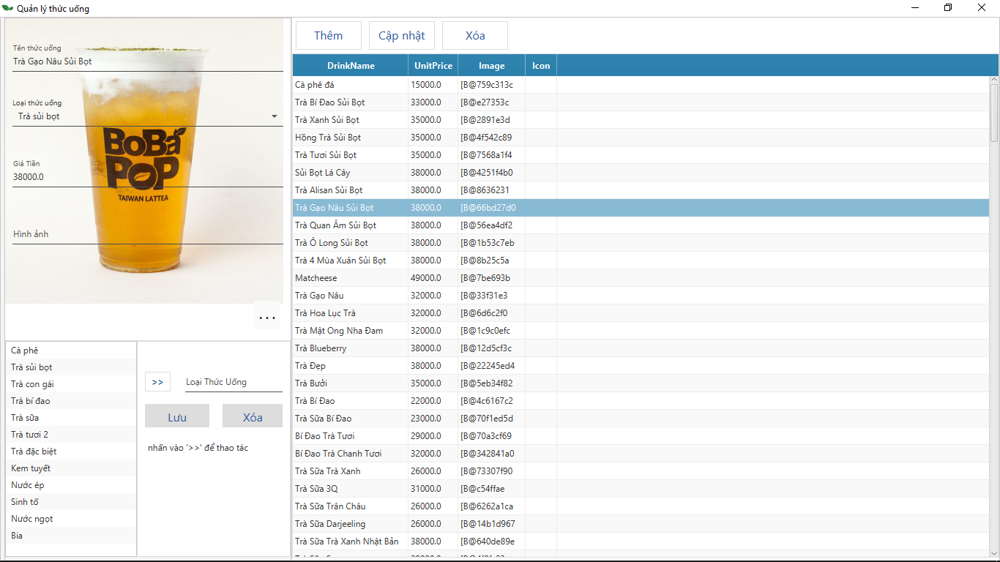 Quản lý thức uống
Tên thức uống
Trà Gạo Nâu Sủi Bọt
Loại thức uống
Trà sủi bọt
BoBa
POP
TAIWAN LATTEA
Giá Tiền
38000.0
Hình ảnh
...
Cà phê
Trà sủi bọt
Trà con gái
Trà bí đao
Trà sữa
Trà tươi 2
Trà đặc biệt
Kem tuyết
Nước ép
Sinh tố
Nước ngọt
Bia
>> Loại Thức Uống
Lưu Xóa
nhấn vào '>>' để thao tác
Thêm Cập nhật Xóa
DrinkName UnitPrice Image Icon
Cà phê đá 15000.0 [B@759c313c
Trà Bí Đao Sủi Bọt 33000.0 [B@e27353c
Trà Xanh Sủi Bọt 35000.0 [B@2891e3d
Hồng Trà Sủi Bọt 35000.0 [B@4f542c89
Trà Tươi Sủi Bọt 35000.0 [B@7568a1f4
Sủi Bọt Lá Cây 38000.0 [B@4251f4b0
Trà Alisan Sủi Bọt 38000.0 [B@8636231
Trà Gạo Nâu Sủi Bọt 38000.0 [B@66bd27d0
Trà Quan Âm Sủi Bọt 38000.0 [B@56ea4df2
Trà Ô Long Sủi Bọt 38000.0 [B@1b53c7eb
Trà 4 Mùa Xuân Sủi Bọt 38000.0 [B@8b25c5a
Matcheese 49000.0 [B@7be693b
Trà Gạo Nâu 32000.0 [B@33f31e3
Trà Hoa Lục Trà 32000.0 [B@6d6c2f0
Trà Mật Ong Nha Đam 32000.0 [B@1c9c0efc
Trà Blueberry 38000.0 [B@12d5cf3c
Trà Đẹp 38000.0 [B@22245ed4
Trà Bưởi 35000.0 [B@5eb34f82
Trà Bí Đao 22000.0 [B@4c6167c2
Trà Sữa Bí Đao 23000.0 [B@70f1ed5d
Bí Đao Trà Tươi 29000.0 [B@70a3cf69
Bí Đao Trà Chanh Tươi 32000.0 [B@342841a0
Trà Sữa Trà Xanh 26000.0 [B@73307f90
Trà Sữa 3Q 31000.0 [B@c54ffae
Trà Sữa Trân Châu 26000.0 [B@6262a1ca
Trà Sữa Darjeeling 26000.0 [B@14b1d967
Trà Sữa Trà Xanh Nhật Bản 38000.0 [B@640de89e